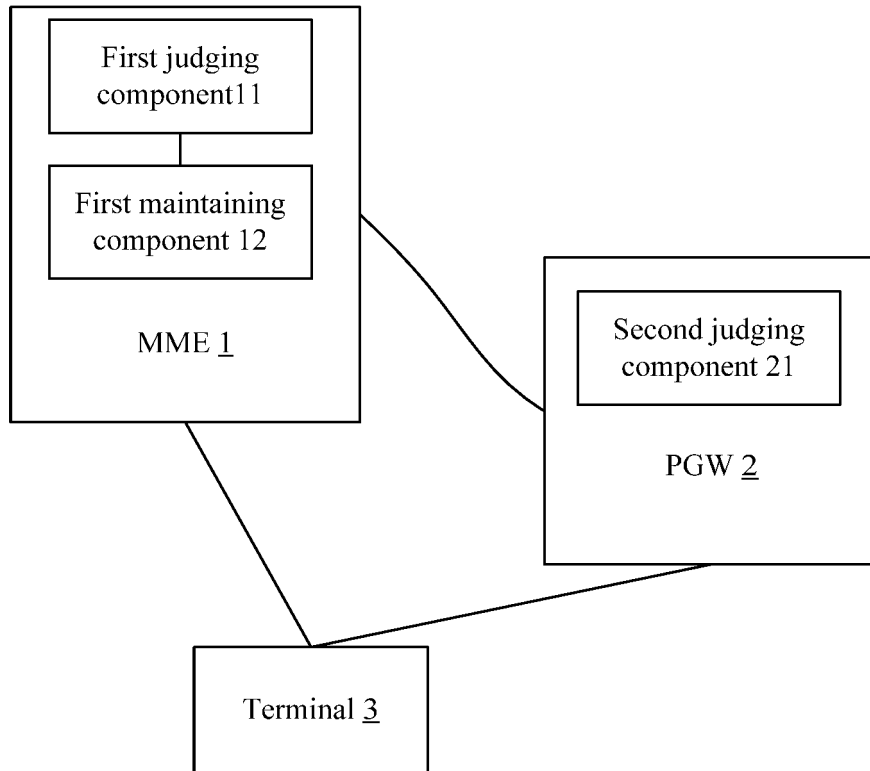 First judging
component11
First maintaining
component 12
MME 1
Second judging
component 21
PGW 2
Terminal 3